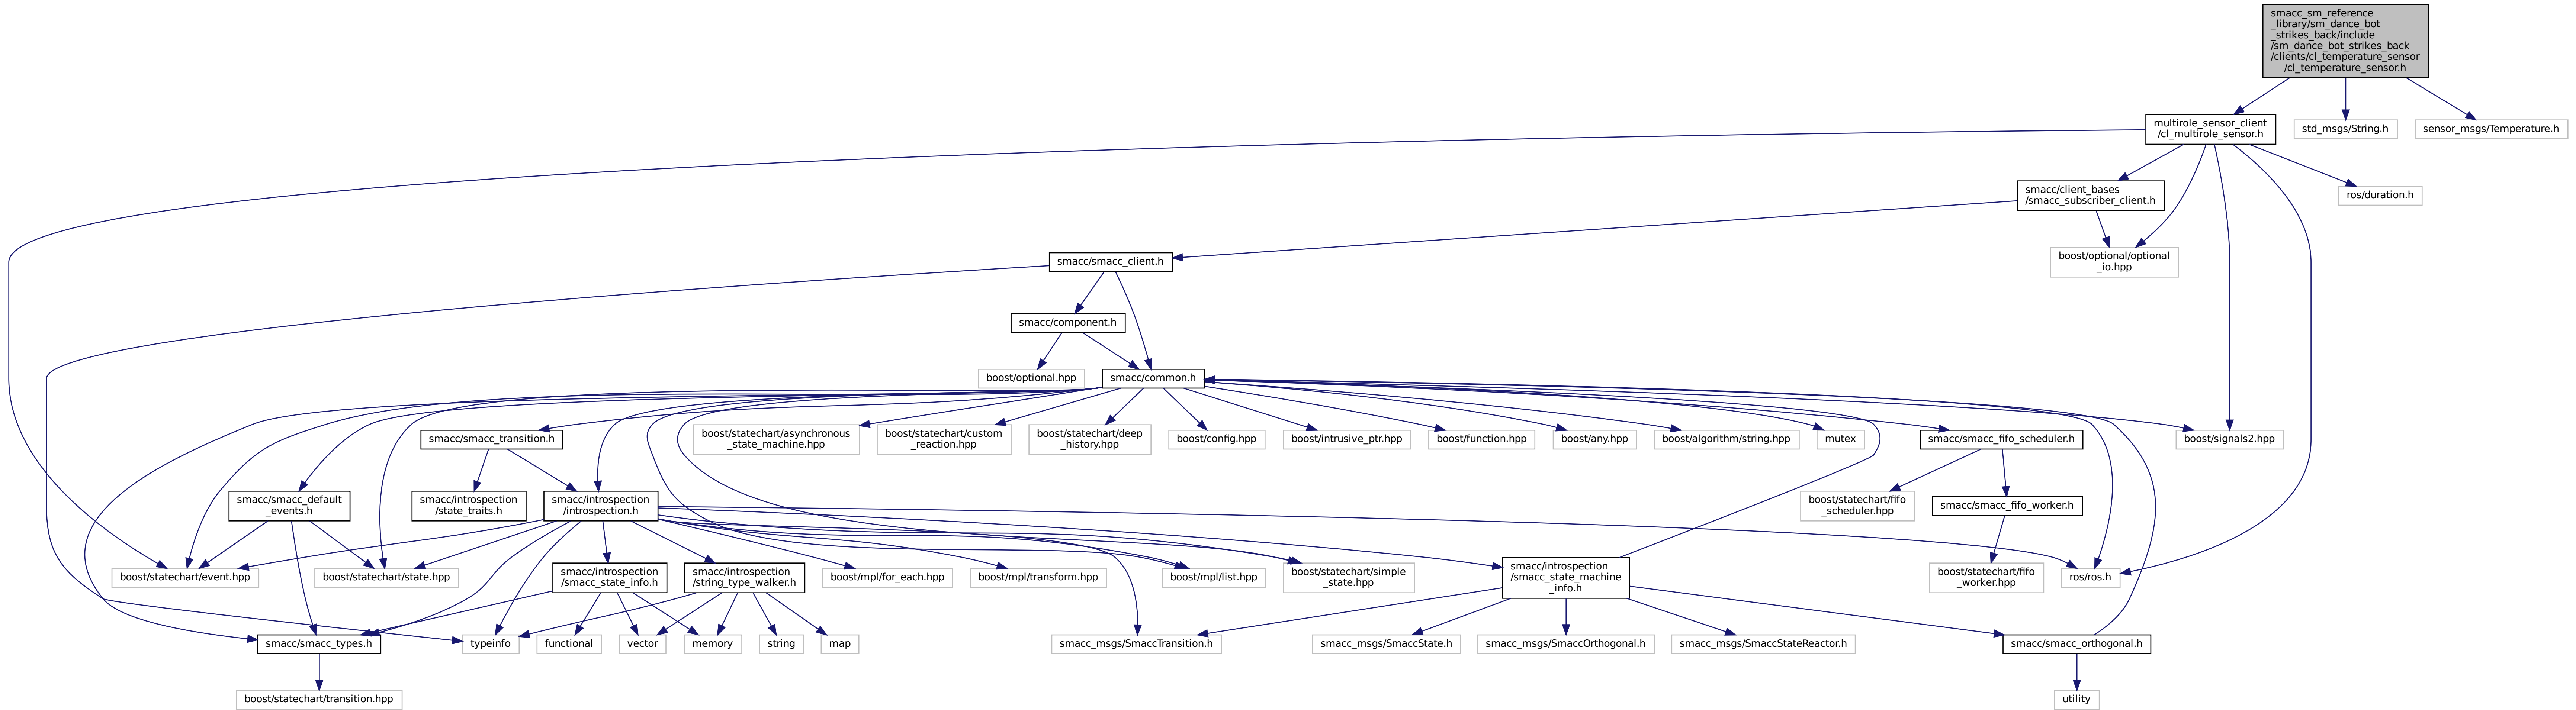 smacc_sm_reference
_library/sm_dance_bot
_strikes_back/include
/sm_dance_bot_strikes_back
/clients/cl_temperature_sensor
/cl_temperature_sensor.h
multirole_sensor_client
/cl_multirole_sensor.h
std_msgs/String.h
sensor_msgs/Temperature.h
smacc/client_bases
/smacc_subscriber_client.h
ros/duration.h
smacc/smacc_client.h
boost/optional/optional
_io.hpp
smacc/component.h
boost/optional.hpp
smacc/common.h
smacc/smacc_transition.h
boost/statechart/asynchronous
_state_machine.hpp
boost/statechart/custom
_reaction.hpp
boost/statechart/deep
_history.hpp
boost/config.hpp
boost/intrusive_ptr.hpp
boost/function.hpp
boost/any.hpp
boost/algorithm/string.hpp
mutex
smacc/smacc_fifo_scheduler.h
boost/signals2.hpp
smacc/smacc_default
_events.h
smacc/introspection
/state_traits.h
smacc/introspection
/introspection.h
boost/statechart/fifo
_scheduler.hpp
smacc/smacc_fifo_worker.h
boost/statechart/event.hpp
boost/statechart/state.hpp
smacc/introspection
/smacc_state_info.h
smacc/introspection
/string_type_walker.h
boost/mpl/for_each.hpp
boost/mpl/transform.hpp
boost/mpl/list.hpp
boost/statechart/simple
_state.hpp
smacc/introspection
/smacc_state_machine
_info.h
boost/statechart/fifo
_worker.hpp
ros/ros.h
smacc/smacc_types.h
typeinfo
functional
vector
memory
string
map
smacc_msgs/SmaccTransition.h
smacc_msgs/SmaccState.h
smacc_msgs/SmaccOrthogonal.h
smacc_msgs/SmaccStateReactor.h
smacc/smacc_orthogonal.h
boost/statechart/transition.hpp
utility